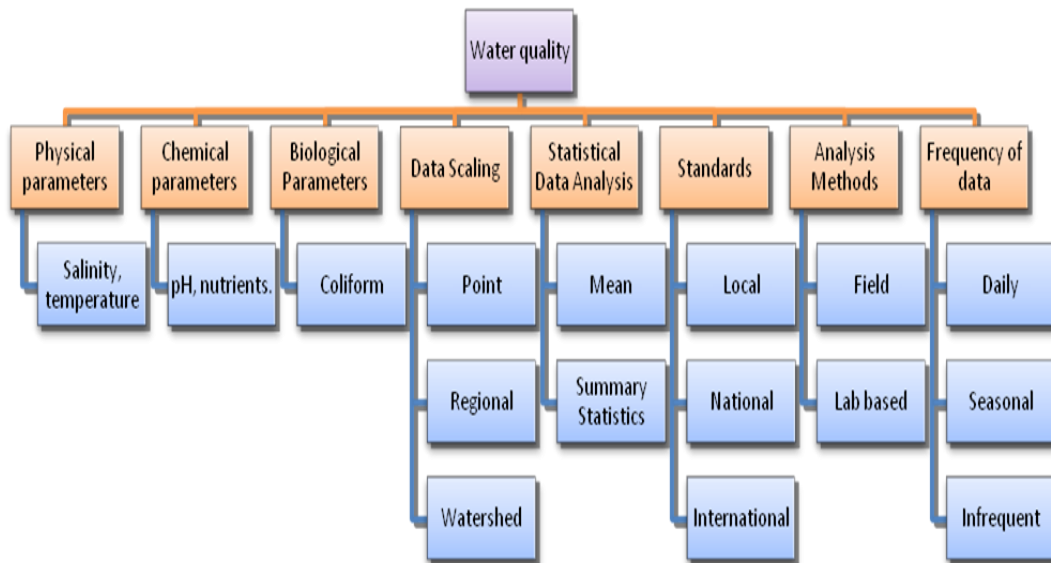 Water quality
Physical
parameters
Chemical
parameters
Biological
Parameters
Data Scaling
Statistical
Data Analysis
Standards
Analysis
Methods
Frequency of
data
Salinity,
temperature
pH, nutrients.
Coliform
Point
Mean
Local
Field
Daily
Regional
Summary
Statistics
National
Lab based
Seasonal
Watershed
International
Infrequent